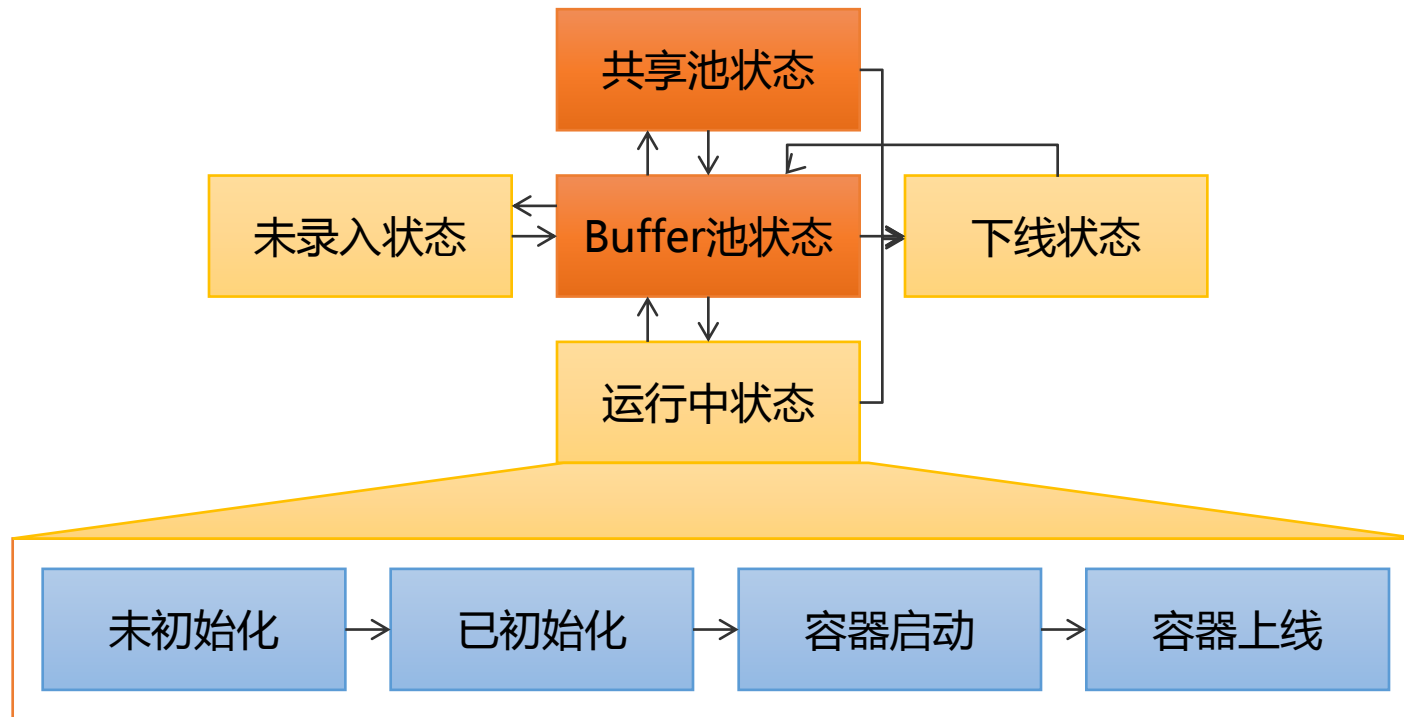 共享池状态
未录入状态
Buffer池状态
下线状态
运行中状态
未初始化
已初始化
容器启动
容器上线